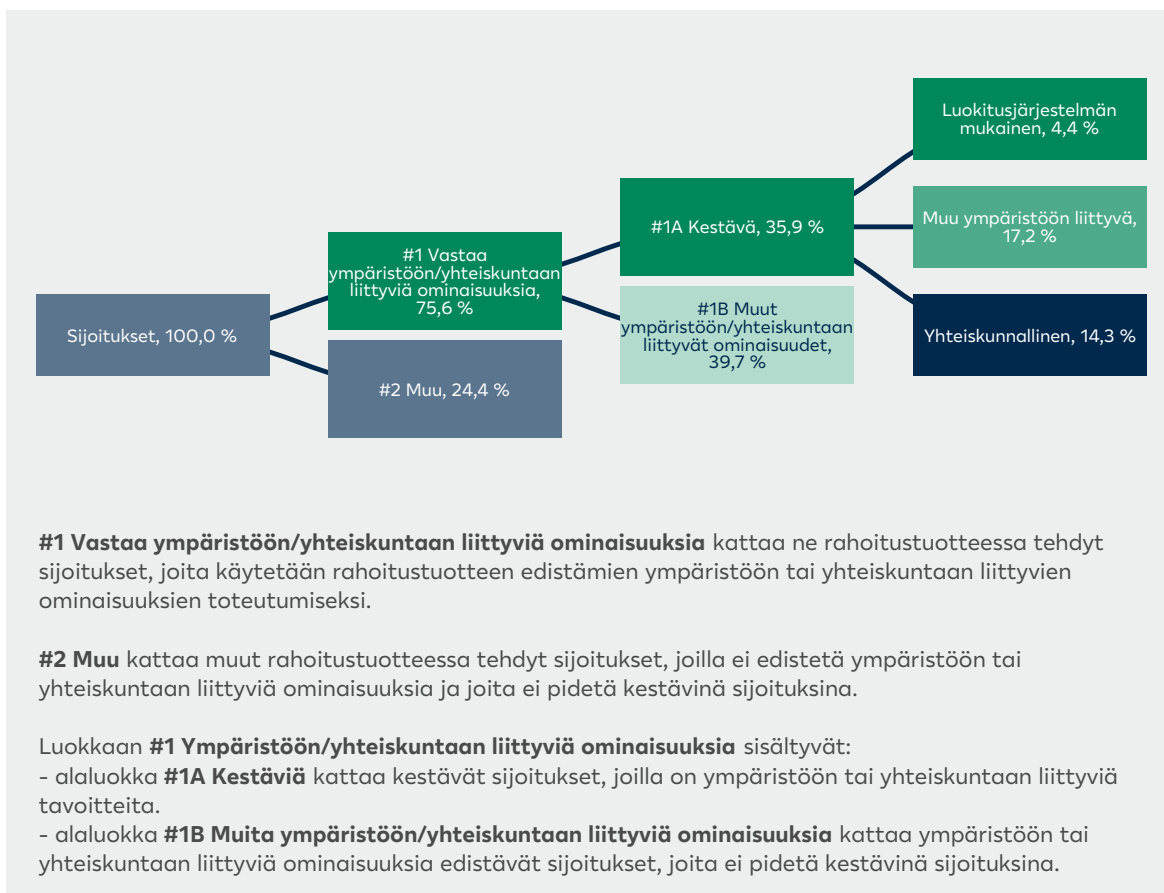 Sijoitukset, 100,0 %
#1 Vastaa
ympäristöön/yhteiskuntaan
liittyviä ominaisuuksia,
75,6 %
#2 Muu, 24,4 %
#1A Kestävä, 35,9 %
#1B Muut
ympäristöön/yhteiskuntaan
liittyvät ominaisuudet,
39,7 %
Luokitusjärjestelmän
mukainen, 4,4 %
Muu ympäristöön liittyvä,
17,2 %
Yhteiskunnallinen, 14,3 %
#1 Vastaa ympäristöön/yhteiskuntaan liittyviä ominaisuuksia kattaa ne rahoitustuotteessa tehdyt
sijoitukset, joita käytetään rahoitustuotteen edistämien ympäristöön tai yhteiskuntaan liittyvien
ominaisuuksien toteutumiseksi.
#2 Muu kattaa muut rahoitustuotteessa tehdyt sijoitukset, joilla ei edistetä ympäristöön tai
yhteiskuntaan liittyviä ominaisuuksia ja joita ei pidetä kestävinä sijoituksina.
Luokkaan #1 Ympäristöön/yhteiskuntaan liittyviä ominaisuuksia sisältyvät:
- alaluokka #1A Kestäviä kattaa kestävät sijoitukset, joilla on ympäristöön tai yhteiskuntaan liittyviä
tavoitteita.
- alaluokka #1B Muita ympäristöön/yhteiskuntaan liittyviä ominaisuuksia kattaa ympäristöön tai
yhteiskuntaan liittyviä ominaisuuksia edistävät sijoitukset, joita ei pidetä kestävinä sijoituksina.